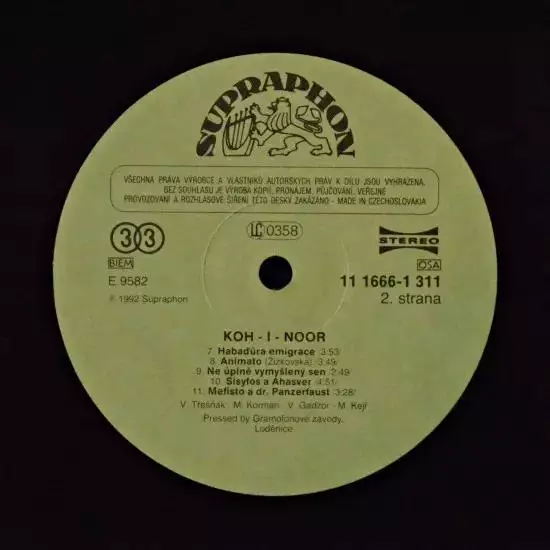 SUPRAPHON
VŠECHNA PRÁVA VÝROBCE A VLASTNÍKŮ AUTORSKÝCH PRÁV K DÍLU JSOU VYHRAZENA.
BEZ SOUHLASU JE VÝROBA KOPIÍ, PRONÁJEM, PŮJČOVÁNÍ, VEŘEJNÉ
PROVOZOVÁNÍ A ROZHLASOVÉ ŠÍŘENÍ TÉTO DESKY ZAKÁZÁNO - MADE IN CZECHOSLOVAKIA
33
LC 0358
STEREO
BIEM
OSA
E 9582
11 1666-1 311
℗ 1992 Supraphon
2. strana
KOH - I - NOOR
7. Habaďúra emigrace /3:53/
8. Animato (Žižkovská) /3:49/
9. Ne úplně vymyšlený sen /2:49/
10. Sisyfos a Ahasver /4:51/
11. Mefisto a dr. Panzerfaust /3:28/
V. Třešňák - M. Korman - V. Gadzor - M. Kejř
Pressed by Gramofonové závody,
Loděnice